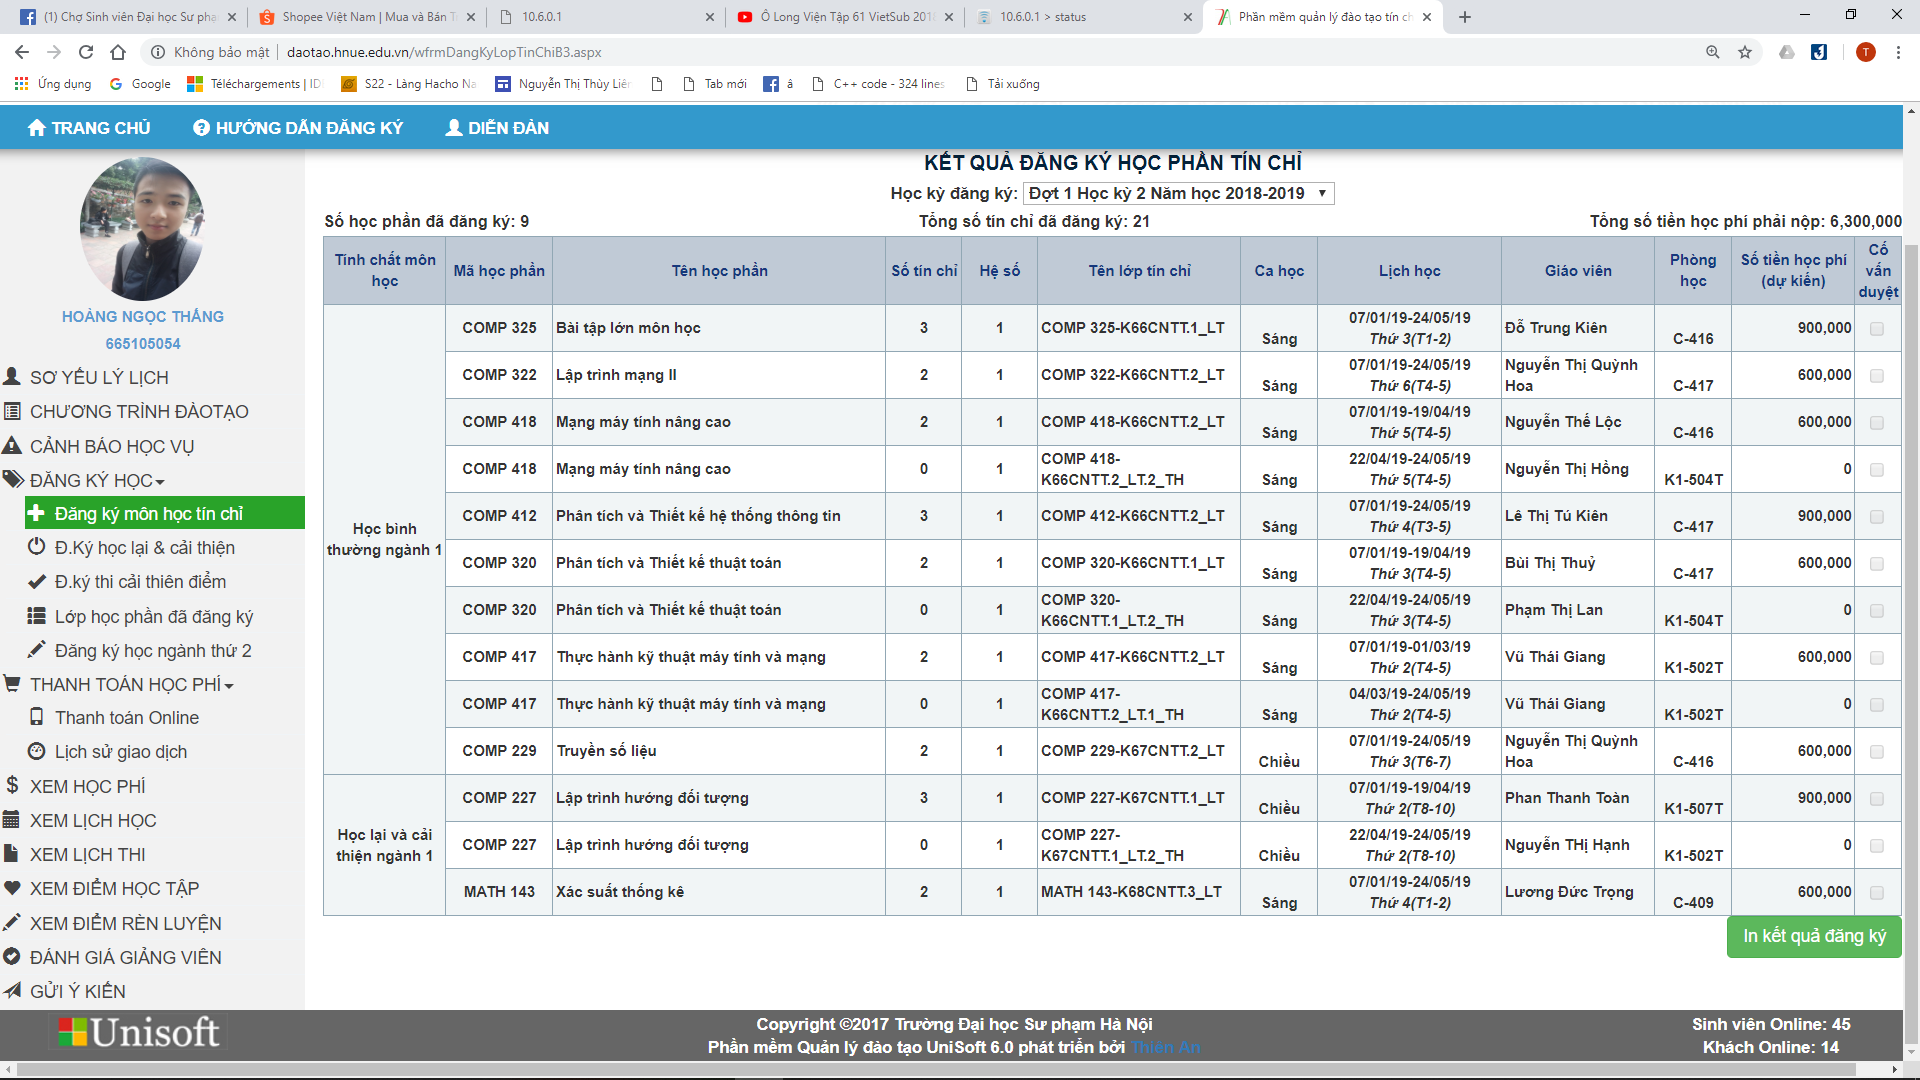 (1) Chợ Sinh viên Đại học Sư phạ
Shopee Việt Nam | Mua và Bán Tr
10.6.0.1
Ô Long Viện Tập 61 VietSub 2018
10.6.0.1 > status
Phần mềm quản lý đào tạo tín ch
Không bảo mật | daotao.hnue.edu.vn/wfrmDangKyLopTinChiB3.aspx
T
Ứng dụng
Google
Téléchargements | ID
S22 - Làng Hacho Na
Nguyễn Thị Thùy Liên
Tab mới
â
C++ code - 324 lines
Tải xuống
TRANG CHỦ
HƯỚNG DẪN ĐĂNG KÝ
DIỄN ĐÀN
HOÀNG NGỌC THẮNG
665105054
SƠ YẾU LÝ LỊCH
CHƯƠNG TRÌNH ĐÀOTẠO
CẢNH BÁO HỌC VỤ
ĐĂNG KÝ HỌC
Đăng ký môn học tín chỉ
Đ.Ký học lại & cải thiện
Đ.ký thi cải thiên điểm
Lớp học phần đã đăng ký
Đăng ký học ngành thứ 2
THANH TOÁN HỌC PHÍ
Thanh toán Online
Lịch sử giao dịch
XEM HỌC PHÍ
XEM LỊCH HỌC
XEM LỊCH THI
XEM ĐIỂM HỌC TẬP
XEM ĐIỂM RÈN LUYỆN
ĐÁNH GIÁ GIẢNG VIÊN
GỬI Ý KIẾN
KẾT QUẢ ĐĂNG KÝ HỌC PHẦN TÍN CHỈ
Học kỳ đăng ký: Đợt 1 Học kỳ 2 Năm học 2018-2019
Số học phần đã đăng ký: 9
Tổng số tín chỉ đã đăng ký: 21
Tổng số tiền học phí phải nộp: 6,300,000
Tính chất môn học | Mã học phần | Tên học phần | Số tín chỉ | Hệ số | Tên lớp tín chỉ | Ca học | Lịch học | Giáo viên | Phòng học | Số tiền học phí (dự kiến) | Cố vấn duyệt
Học bình thường ngành 1
COMP 325 | Bài tập lớn môn học | 3 | 1 | COMP 325-K66CNTT.1_LT | Sáng | 07/01/19-24/05/19 Thứ 3(T1-2) | Đỗ Trung Kiên | C-416 | 900,000
COMP 322 | Lập trình mạng II | 2 | 1 | COMP 322-K66CNTT.2_LT | Sáng | 07/01/19-24/05/19 Thứ 6(T4-5) | Nguyễn Thị Quỳnh Hoa | C-417 | 600,000
COMP 418 | Mạng máy tính nâng cao | 2 | 1 | COMP 418-K66CNTT.2_LT | Sáng | 07/01/19-19/04/19 Thứ 5(T4-5) | Nguyễn Thế Lộc | C-416 | 600,000
COMP 418 | Mạng máy tính nâng cao | 0 | 1 | COMP 418-K66CNTT.2_LT.2_TH | Sáng | 22/04/19-24/05/19 Thứ 5(T4-5) | Nguyễn Thị Hồng | K1-504T | 0
COMP 412 | Phân tích và Thiết kế hệ thống thông tin | 3 | 1 | COMP 412-K66CNTT.2_LT | Sáng | 07/01/19-24/05/19 Thứ 4(T3-5) | Lê Thị Tú Kiên | C-417 | 900,000
COMP 320 | Phân tích và Thiết kế thuật toán | 2 | 1 | COMP 320-K66CNTT.1_LT | Sáng | 07/01/19-19/04/19 Thứ 3(T4-5) | Bùi Thị Thuỷ | C-417 | 600,000
COMP 320 | Phân tích và Thiết kế thuật toán | 0 | 1 | COMP 320-K66CNTT.1_LT.2_TH | Sáng | 22/04/19-24/05/19 Thứ 3(T4-5) | Phạm Thị Lan | K1-504T | 0
COMP 417 | Thực hành kỹ thuật máy tính và mạng | 2 | 1 | COMP 417-K66CNTT.2_LT | Sáng | 07/01/19-01/03/19 Thứ 2(T4-5) | Vũ Thái Giang | K1-502T | 600,000
COMP 417 | Thực hành kỹ thuật máy tính và mạng | 0 | 1 | COMP 417-K66CNTT.2_LT.1_TH | Sáng | 04/03/19-24/05/19 Thứ 2(T4-5) | Vũ Thái Giang | K1-502T | 0
COMP 229 | Truyền số liệu | 2 | 1 | COMP 229-K67CNTT.2_LT | Chiều | 07/01/19-24/05/19 Thứ 3(T6-7) | Nguyễn Thị Quỳnh Hoa | C-416 | 600,000
Học lại và cải thiện ngành 1
COMP 227 | Lập trình hướng đối tượng | 3 | 1 | COMP 227-K67CNTT.1_LT | Chiều | 07/01/19-19/04/19 Thứ 2(T8-10) | Phan Thanh Toàn | K1-507T | 900,000
COMP 227 | Lập trình hướng đối tượng | 0 | 1 | COMP 227-K67CNTT.1_LT.2_TH | Chiều | 22/04/19-24/05/19 Thứ 2(T8-10) | Nguyễn THị Hạnh | K1-502T | 0
MATH 143 | Xác suất thống kê | 2 | 1 | MATH 143-K68CNTT.3_LT | Sáng | 07/01/19-24/05/19 Thứ 4(T1-2) | Lương Đức Trọng | C-409 | 600,000
In kết quả đăng ký
Unisoft
Copyright ©2017 Trường Đại học Sư phạm Hà Nội
Phần mềm Quản lý đào tạo UniSoft 6.0 phát triển bởi Thiên An
Sinh viên Online: 45
Khách Online: 14